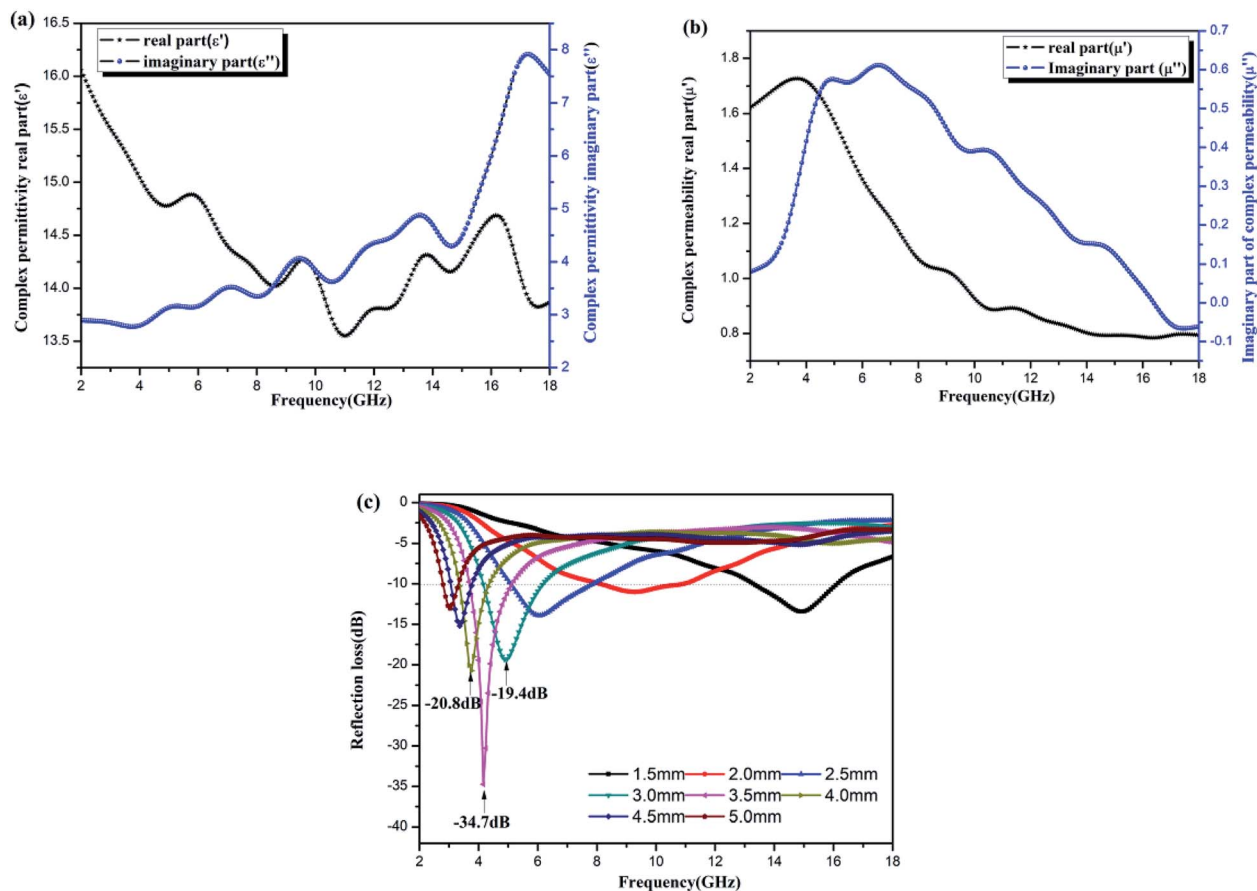 (a)
16.5
16.0
15.5
15.0
14.5
14.0
13.5
Complex permittivity real part(ε')
real part(ε')
imaginary part(ε'')
8
7
6
5
4
3
2
Complex permittivity imaginary part(ε'')
2 4 6 8 10 12 14 16 18
Frequency(GHz)
(b)
1.8
1.6
1.4
1.2
1.0
0.8
Complex permeability real part(μ')
real part(μ')
Imaginary part (μ'')
0.7
0.6
0.5
0.4
0.3
0.2
0.1
0.0
-0.1
Imaginary part of complex permeability(μ'')
2 4 6 8 10 12 14 16 18
Frequency(GHz)
(c)
0
-5
-10
-15
-20
-25
-30
-35
-40
Reflection loss(dB)
-20.8dB
-19.4dB
-34.7dB
1.5mm 2.0mm 2.5mm
3.0mm 3.5mm 4.0mm
4.5mm 5.0mm
2 4 6 8 10 12 14 16 18
Frequency(GHz)